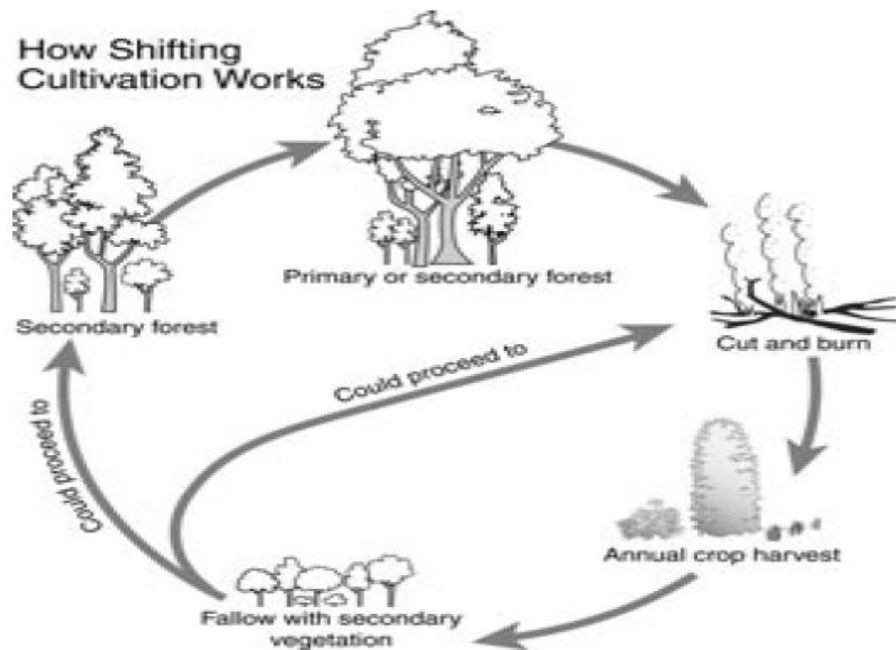 How Shifting
Cultivation Works
Primary or secondary forest
Secondary forest
Cut and burn
Could proceed to
Could proceed to
Annual crop harvest
Fallow with secondary
vegetation